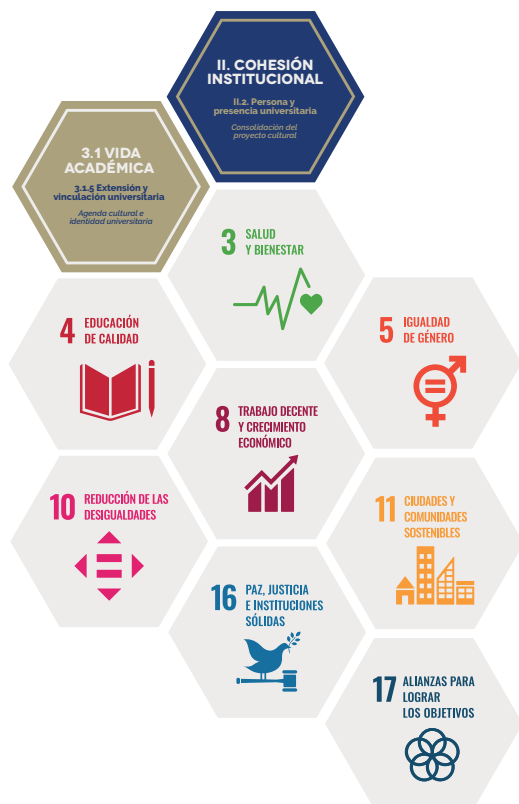 II. COHESIÓN
INSTITUCIONAL
II.2. Persona y
presencia universitaria
Consolidación del
proyecto cultural
3.1 VIDA
ACADÉMICA
3.1.5 Extensión y
vinculación universitaria
Agenda cultural e
identidad universitaria
3 SALUD
Y BIENESTAR
4 EDUCACIÓN
DE CALIDAD
5 IGUALDAD
DE GÉNERO
8 TRABAJO DECENTE
Y CRECIMIENTO
ECONÓMICO
10 REDUCCIÓN DE LAS
DESIGUALDADES
11 CIUDADES Y
COMUNIDADES
SOSTENIBLES
16 PAZ, JUSTICIA
E INSTITUCIONES
SÓLIDAS
17 ALIANZAS PARA
LOGRAR
LOS OBJETIVOS